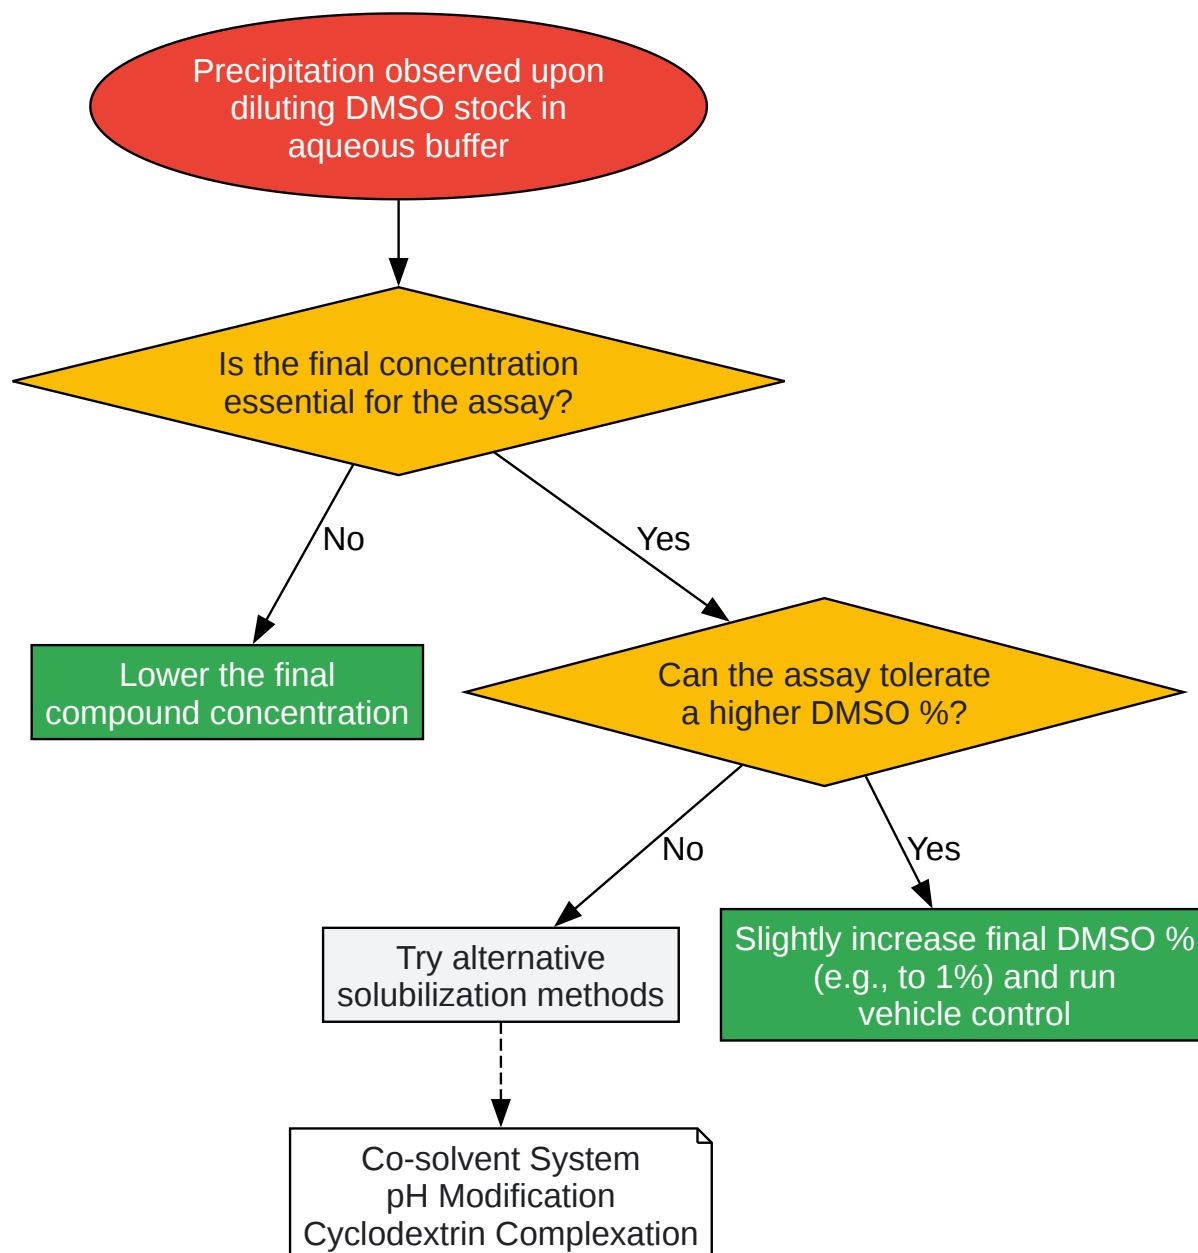 Precipitation observed upon
diluting DMSO stock in
aqueous buffer
Is the final concentration
essential for the assay?
No
Yes
Lower the final
compound concentration
Can the assay tolerate
a higher DMSO %?
No
Yes
Try alternative
solubilization methods
Slightly increase final DMSO %
(e.g., to 1%) and run
vehicle control
Co-solvent System
pH Modification
Cyclodextrin Complexation